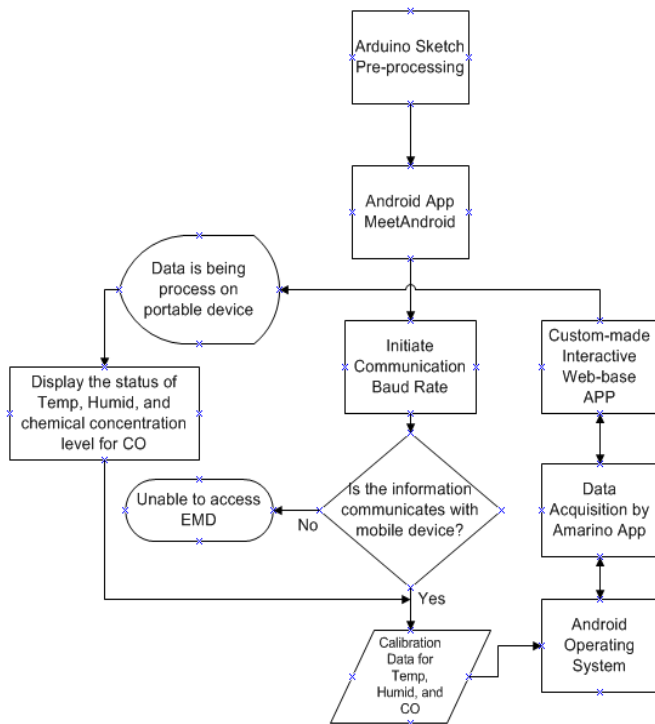 Arduino Sketch
Pre-processing
Android App
MeetAndroid
Data is being
process on
portable device
Initiate
Communication
Baud Rate
Custom-made
Interactive
Web-base
APP
Display the status of
Temp, Humid, and
chemical concentration
level for CO
Is the information
communicates with
mobile device?
Unable to access
EMD
No
Data
Acquisition by
Amarino App
Yes
Calibration
Data for
Temp,
Humid, and
CO
Android
Operating
System